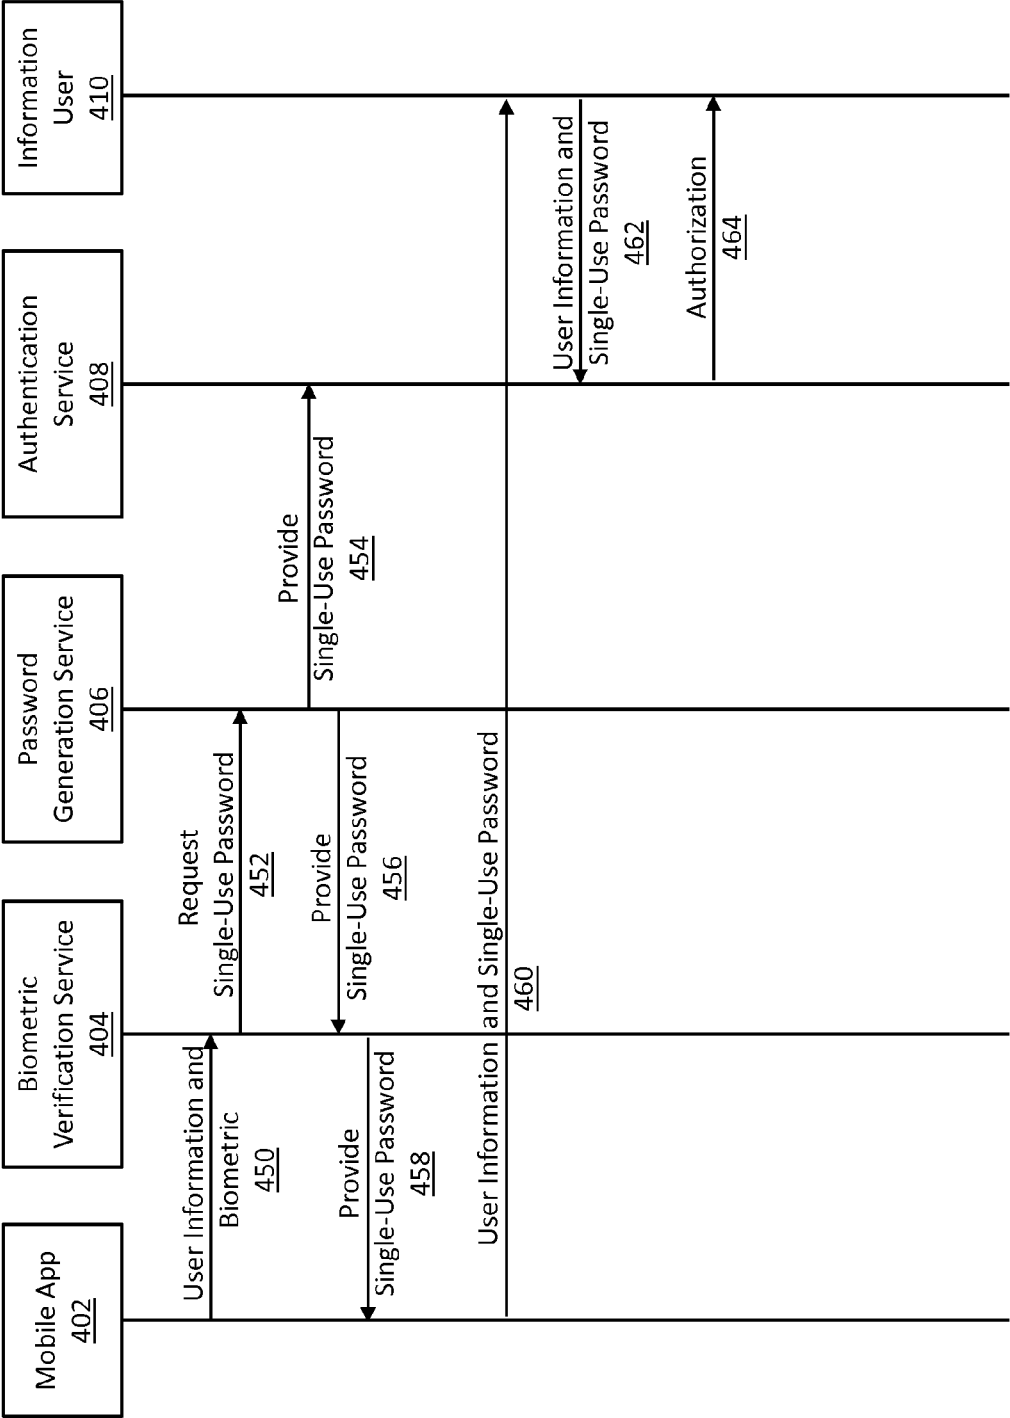 Mobile App
402
Biometric
Verification Service
404
Password
Generation Service
406
Authentication
Service
408
Information
User
410
User Information and
Biometric
450
Request
Single-Use Password
452
Provide
Single-Use Password
454
Provide
Single-Use Password
456
Provide
Single-Use Password
458
User Information and Single-Use Password
460
User Information and
Single-Use Password
462
Authorization
464